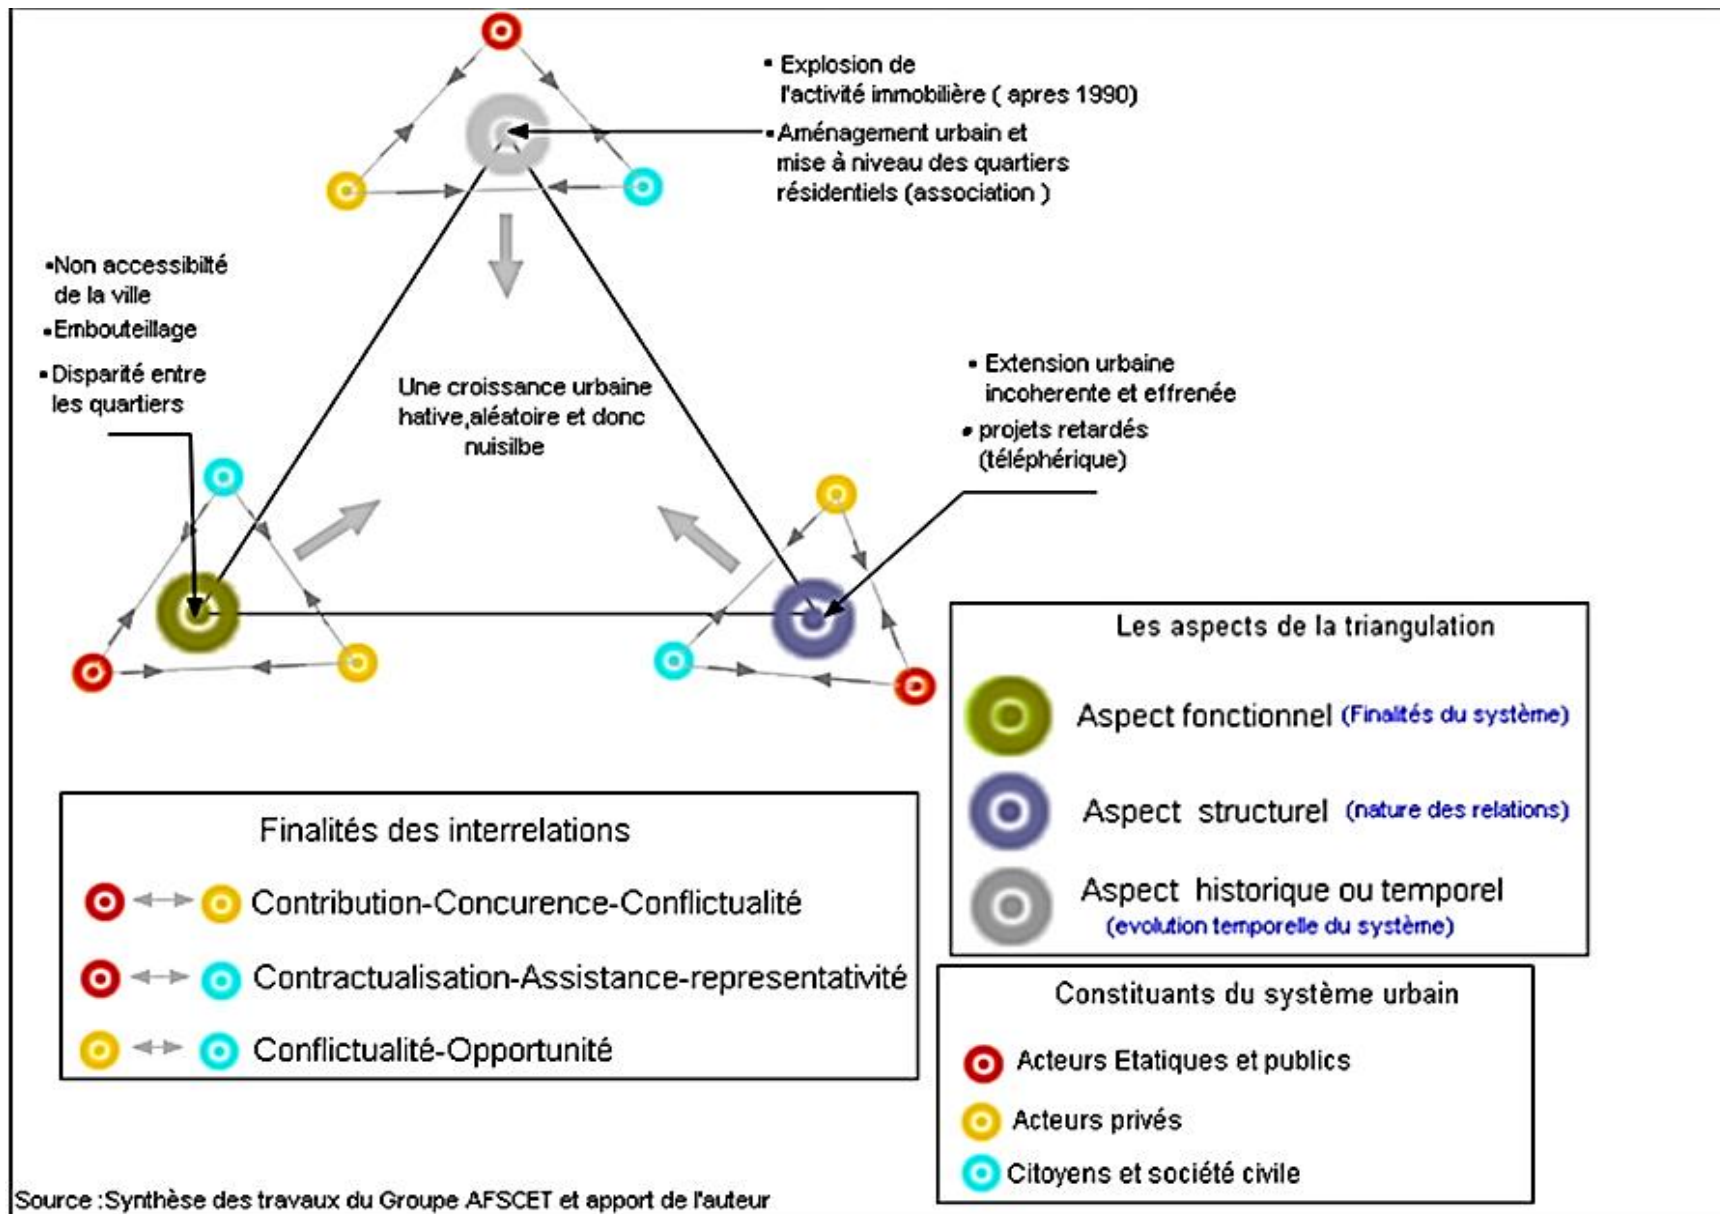 • Explosion de
l'activité immobilière ( apres 1990)
• Aménagement urbain et
mise à niveau des quartiers
résidentiels (association )
• Non accessibilté
de la ville
• Embouteillage
• Disparité entre
les quartiers
Une croissance urbaine
hative,aléatoire et donc
nuisilbe
• Extension urbaine
incoherente et effrenée
• projets retardés
(téléphérique)
Les aspects de la triangulation
Aspect fonctionnel (Finalités du système)
Aspect structurel (nature des relations)
Aspect historique ou temporel
(evolution temporelle du système)
Finalités des interrelations
Contribution-Concurence-Conflictualité
Contractualisation-Assistance-representativité
Conflictualité-Opportunité
Constituants du système urbain
Acteurs Etatiques et publics
Acteurs privés
Citoyens et société civile
Source :Synthèse des travaux du Groupe AFSCET et apport de l'auteur